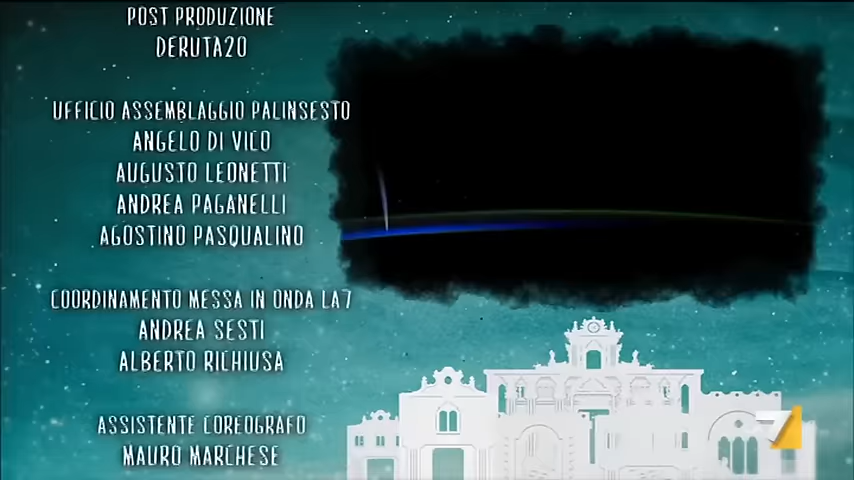 POST PRODUZIONE
DERUTA20
UFFICIO ASSEMBLAGGIO PALINSESTO
ANGELO DI VICO
AUGUSTO LEONETTI
ANDREA PAGANELLI
AGOSTINO PASQUALINO
COORDINAMENTO MESSA IN ONDA LA7
ANDREA SESTI
ALBERTO RICHIUSA
ASSISTENTE COREOGRAFO
MAURO MARCHESE
7